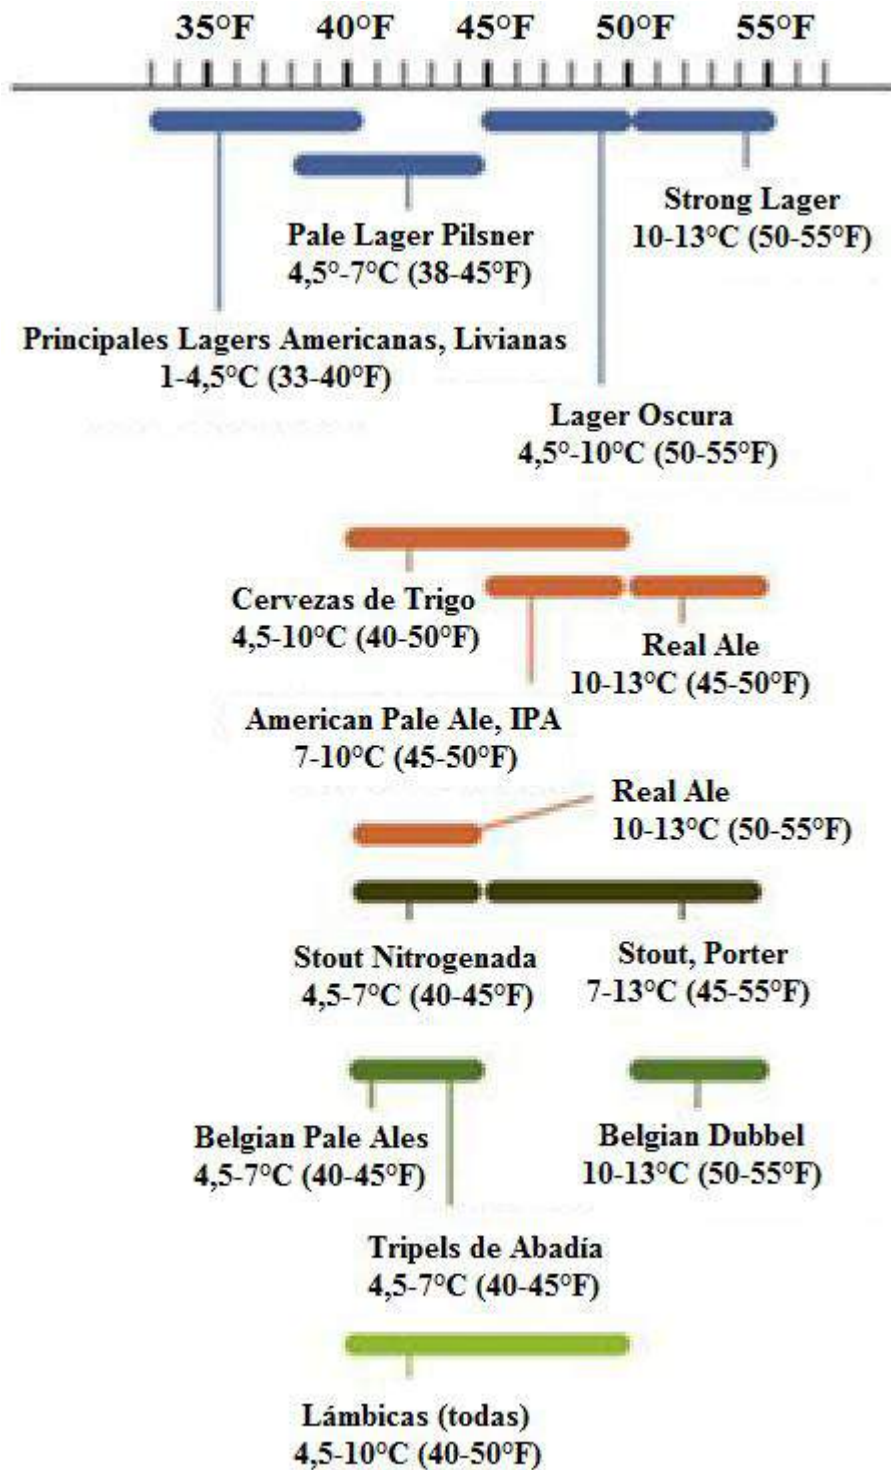 35°F 40°F 45°F 50°F 55°F
Strong Lager
10-13°C (50-55°F)
Pale Lager Pilsner
4,5°-7°C (38-45°F)
Principales Lagers Americanas, Livianas
1-4,5°C (33-40°F)
Lager Oscura
4,5°-10°C (50-55°F)
Cervezas de Trigo
4,5-10°C (40-50°F)
Real Ale
10-13°C (45-50°F)
American Pale Ale, IPA
7-10°C (45-50°F)
Real Ale
10-13°C (50-55°F)
Stout Nitrogenada
4,5-7°C (40-45°F)
Stout, Porter
7-13°C (45-55°F)
Belgian Pale Ales
4,5-7°C (40-45°F)
Belgian Dubbel
10-13°C (50-55°F)
Tripels de Abadía
4,5-7°C (40-45°F)
Lámbicas (todas)
4,5-10°C (40-50°F)